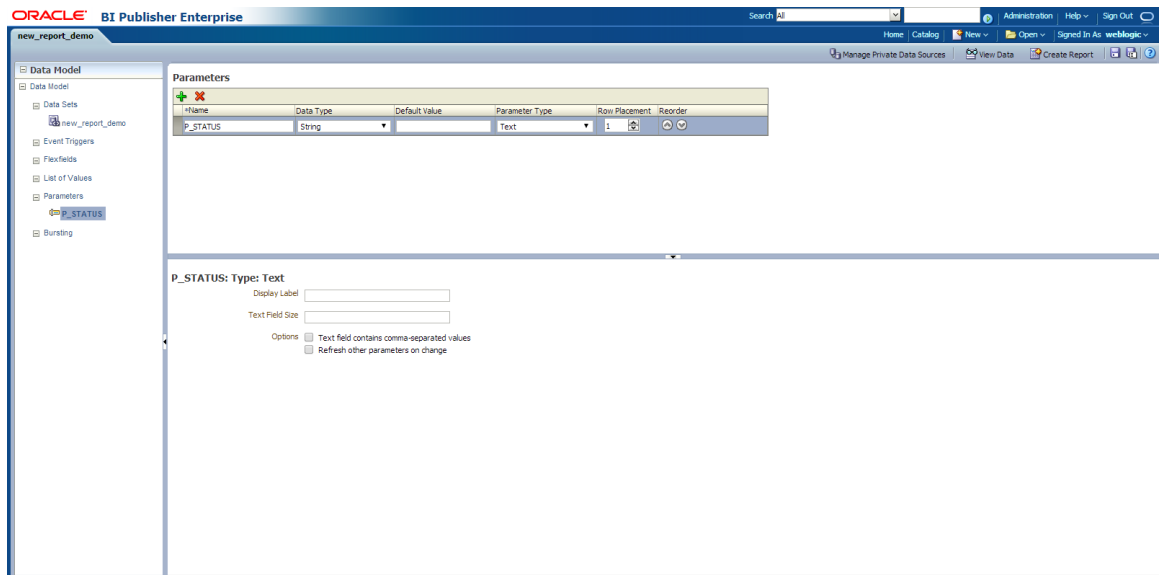 ORACLE BI Publisher Enterprise Search All Administration Help Sign Out
new_report_demo Home Catalog New Open Signed In As weblogic
Manage Private Data Sources View Data Create Report
Data Model
Data Model
Data Sets
new_report_demo
Event Triggers
Flexfields
List of Values
Parameters
P_STATUS
Bursting
Parameters
*Name Data Type Default Value Parameter Type Row Placement Reorder
P_STATUS String Text 1
P_STATUS: Type: Text
Display Label
Text Field Size
Options Text field contains comma-separated values
Refresh other parameters on change